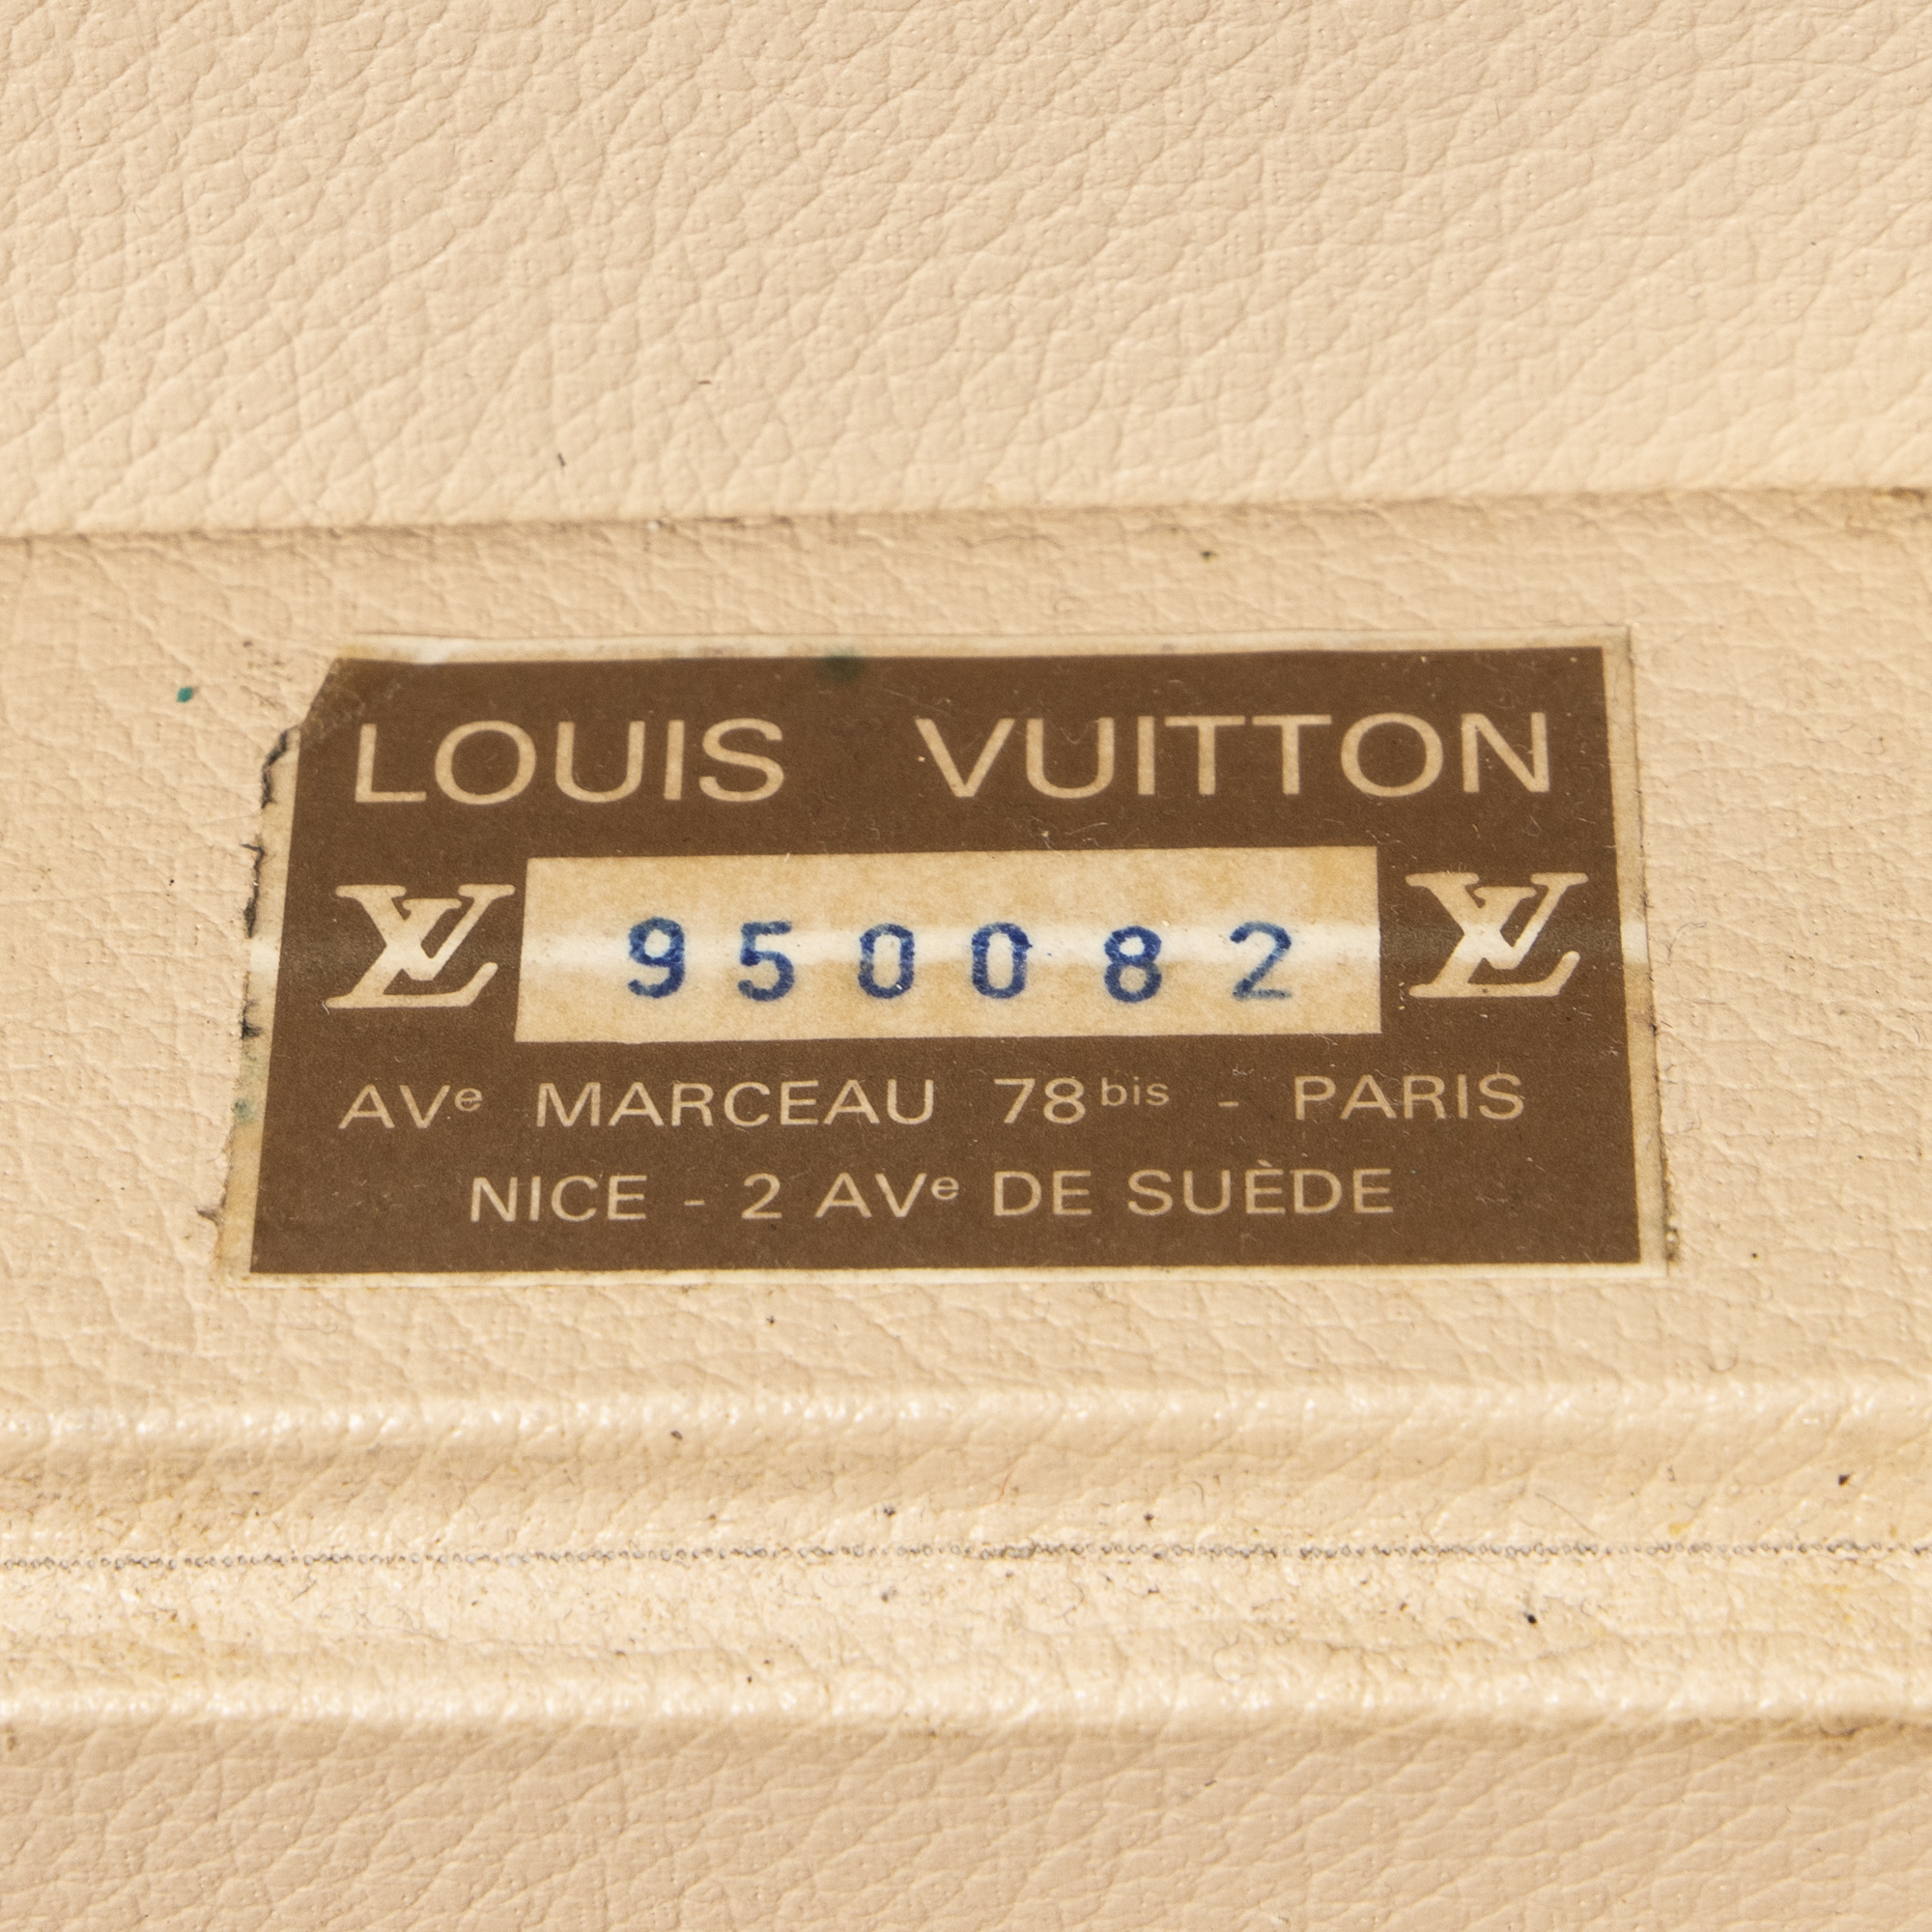 LOUIS VUITTON
LV 950082 LV
AVe MARCEAU 78bis - PARIS
NICE - 2 AVe DE SUÈDE